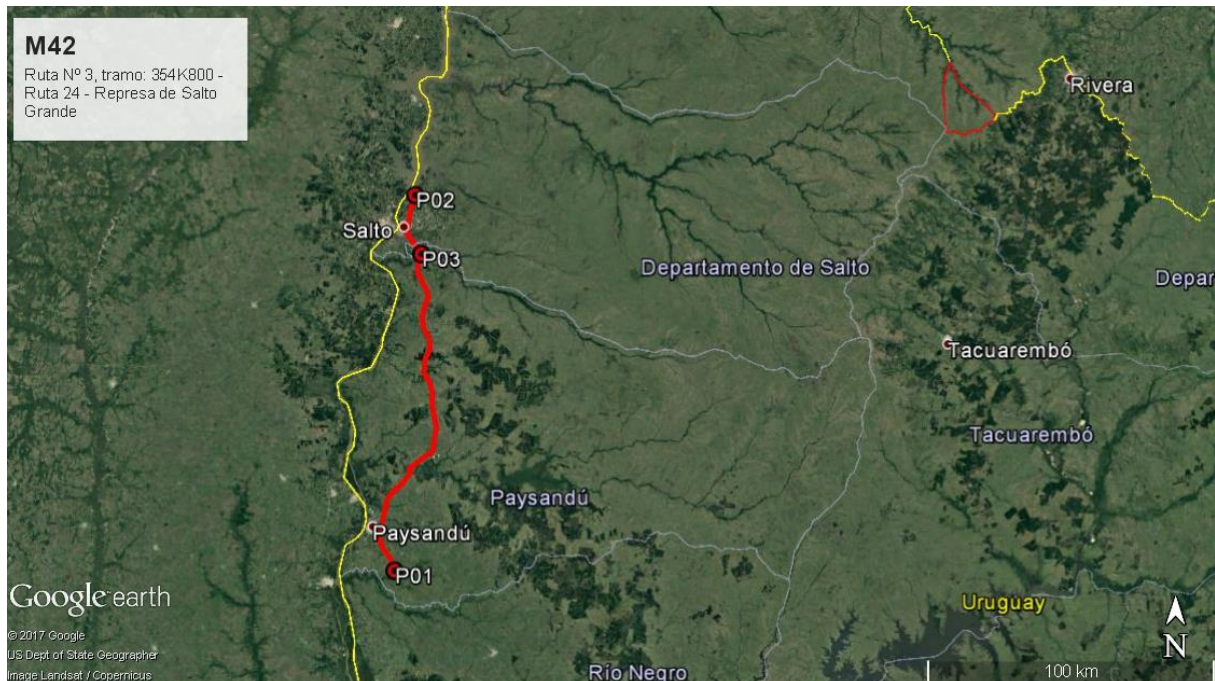 M42
Ruta Nº 3, tramo: 354K800 -
Ruta 24 - Represa de Salto
Grande
Rivera
P02
Salto
P03
Departamento de Salto
Depar
Tacuarembó
Tacuarembó
Paysandú
Paysandú
P01
Google earth
Uruguay
N
© 2017 Google
US Dept of State Geographer
Image Landsat / Copernicus
Río Negro
100 km